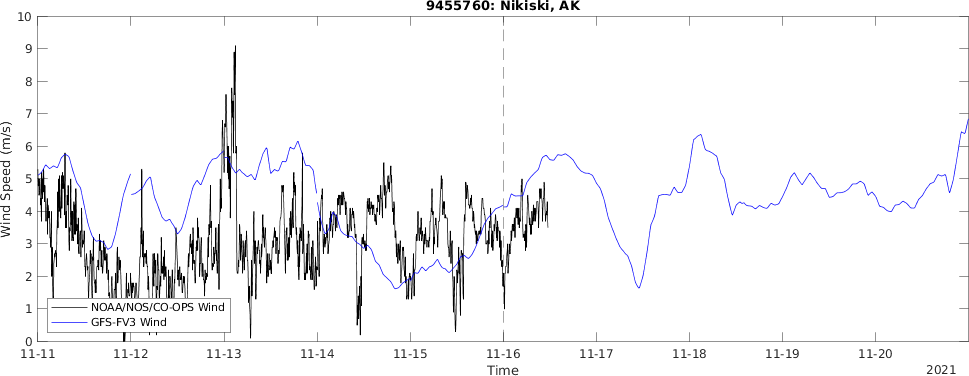 9455760: Nikiski, AK
Wind Speed (m/s)
10
9
8
7
6
5
4
3
2
1
0
NOAA/NOS/CO-OPS Wind
GFS-FV3 Wind
11-11 11-12 11-13 11-14 11-15 11-16 11-17 11-18 11-19 11-20
Time
2021